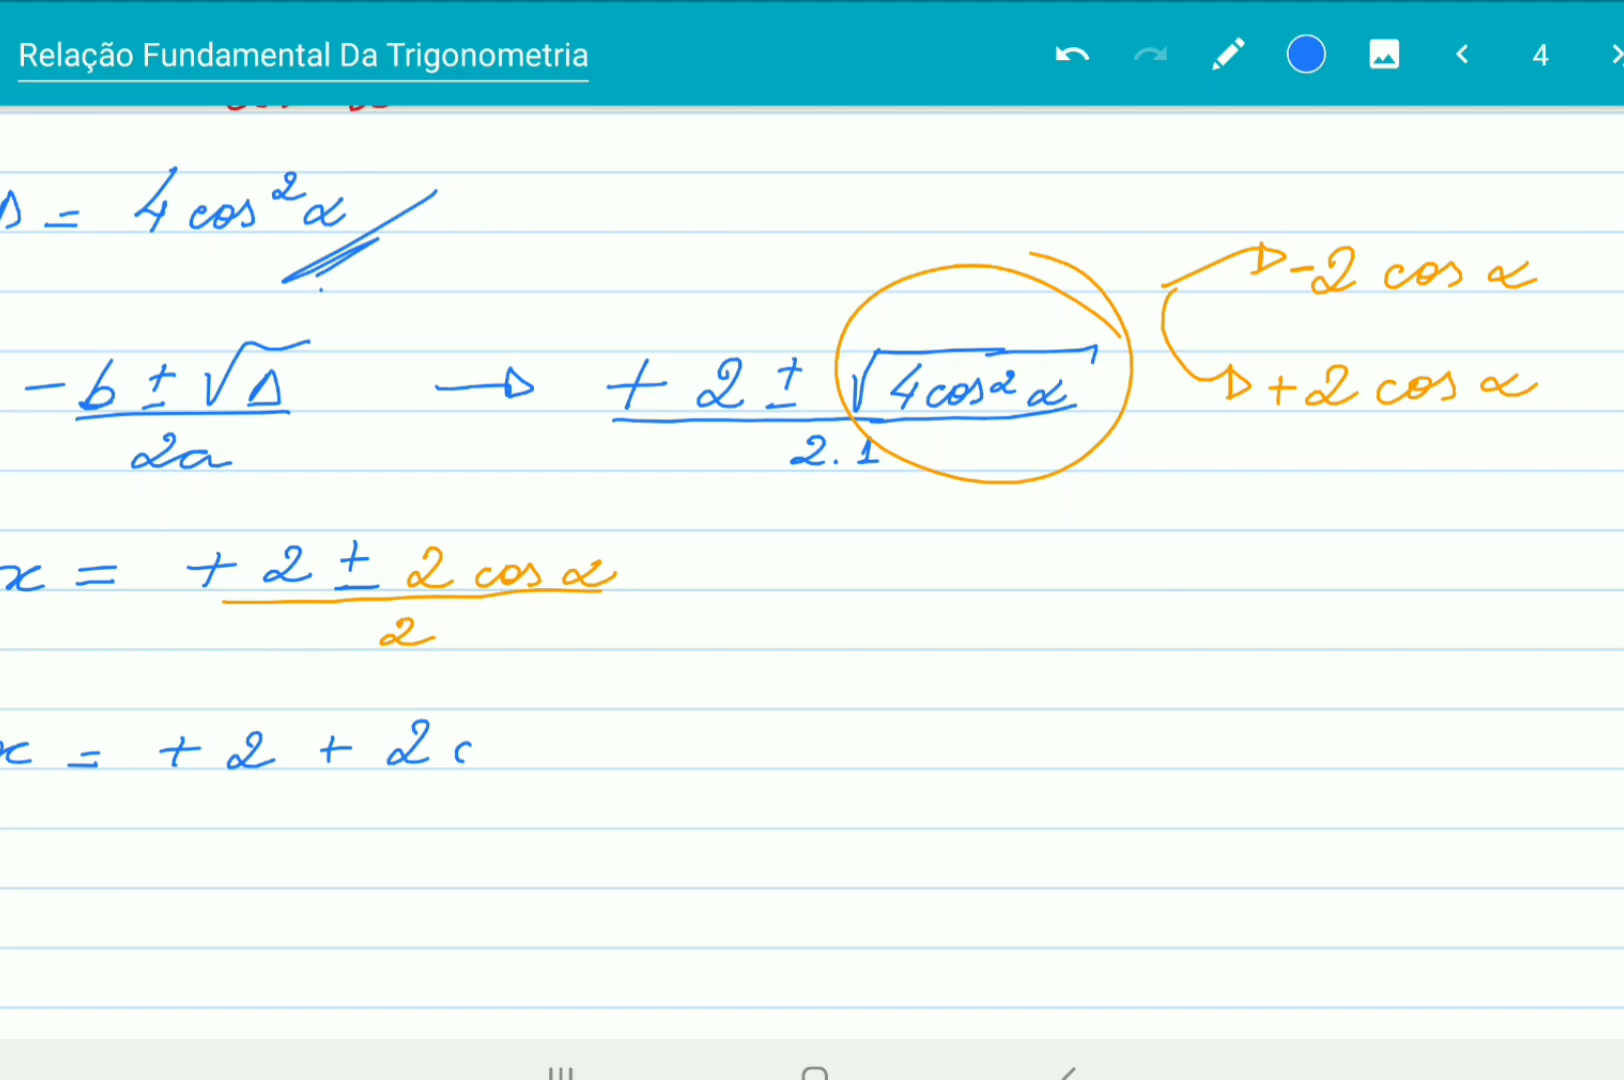 Relação Fundamental Da Trigonometria 4
Δ = 4 cos²α
-b ± √Δ / 2a → + 2 ± √4cos²α / 2.1
-2 cos α
+2 cos α
x = + 2 ± 2 cos α / 2
x = + 2 + 2 c